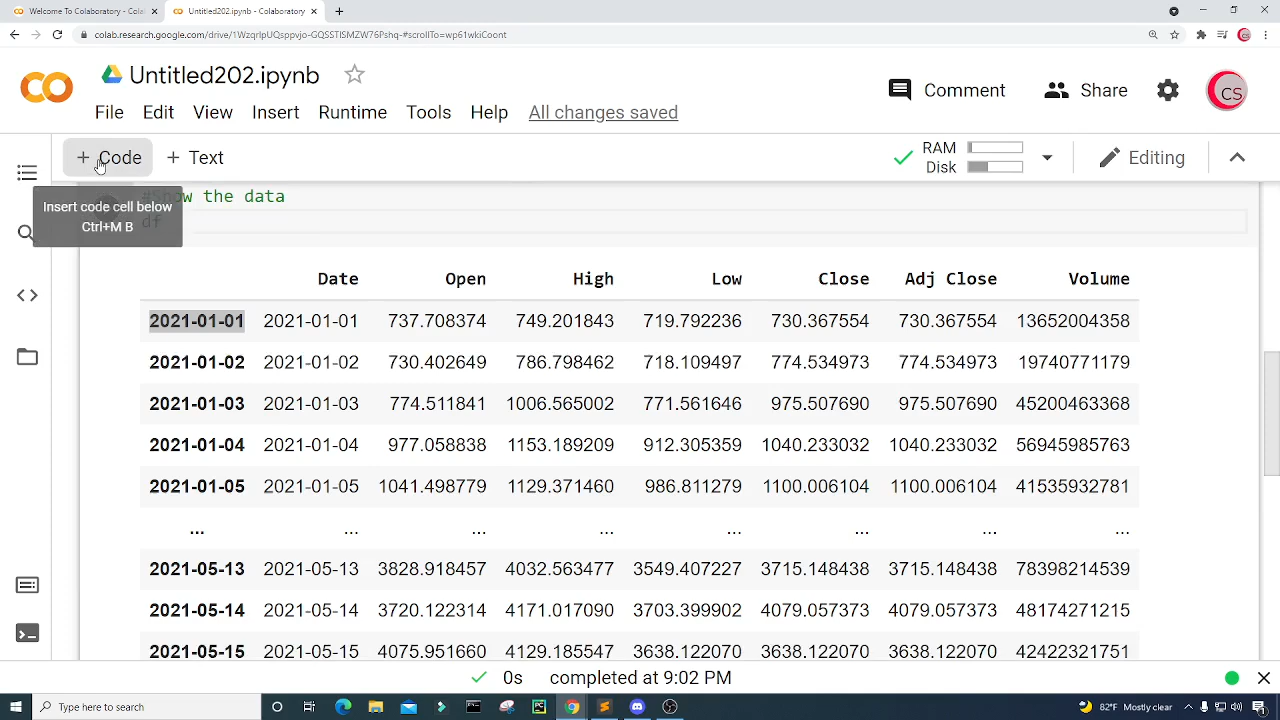 Welcome To Colaboratory - Colal
Untitled202.ipynb - Colaboratory
colab.research.google.com/drive/1WzqrIpUQsppvjo-GQSSTISMZW76Pshq-#scrollTo=wp61wkiCoont
Untitled202.ipynb
Comment
Share
CS
File Edit View Insert Runtime Tools Help All changes saved
+ Code + Text
RAM
Disk
Editing
Insert code cell below
Ctrl+M B
#Show the data
df
Date Open High Low Close Adj Close Volume
2021-01-01 2021-01-01 737.708374 749.201843 719.792236 730.367554 730.367554 13652004358
2021-01-02 2021-01-02 730.402649 786.798462 718.109497 774.534973 774.534973 19740771179
2021-01-03 2021-01-03 774.511841 1006.565002 771.561646 975.507690 975.507690 45200463368
2021-01-04 2021-01-04 977.058838 1153.189209 912.305359 1040.233032 1040.233032 56945985763
2021-01-05 2021-01-05 1041.498779 1129.371460 986.811279 1100.006104 1100.006104 41535932781
... ... ... ... ... ... ... ...
2021-05-13 2021-05-13 3828.918457 4032.563477 3549.407227 3715.148438 3715.148438 78398214539
2021-05-14 2021-05-14 3720.122314 4171.017090 3703.399902 4079.057373 4079.057373 48174271215
2021-05-15 2021-05-15 4075.951660 4129.185547 3638.122070 3638.122070 3638.122070 42422321751
0s completed at 9:02 PM
Type here to search
82°F Mostly clear